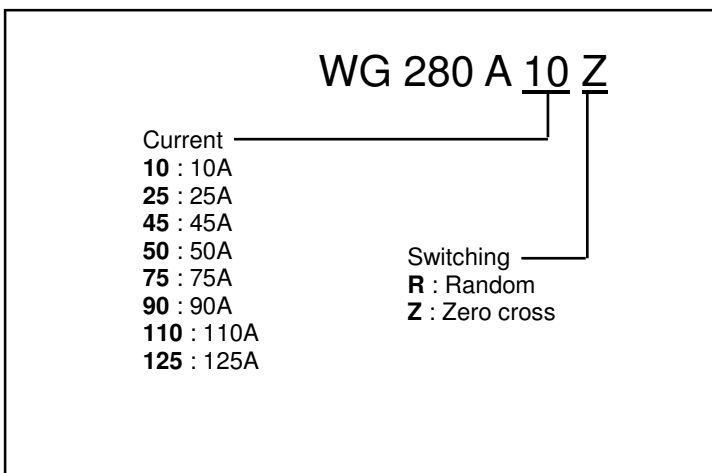 WG 280 A 10 Z
Current
10 : 10A
25 : 25A
45 : 45A
50 : 50A
75 : 75A
90 : 90A
110 : 110A
125 : 125A
Switching
R : Random
Z : Zero cross